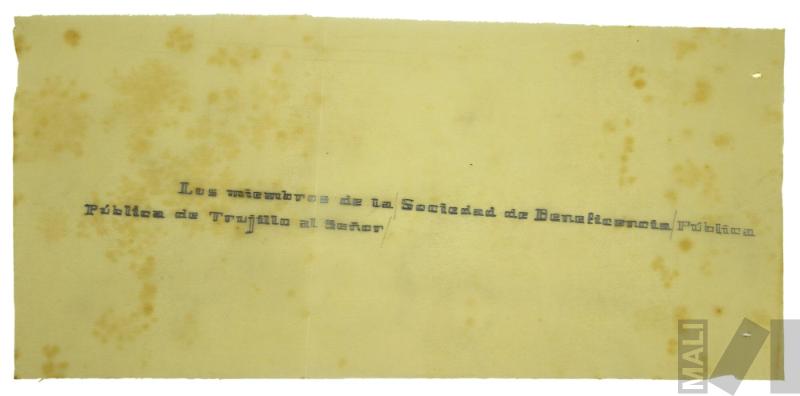 Los miembros de la/Sociedad de Beneficencia/Pública
Pública de Trujillo al Señor/
MALI